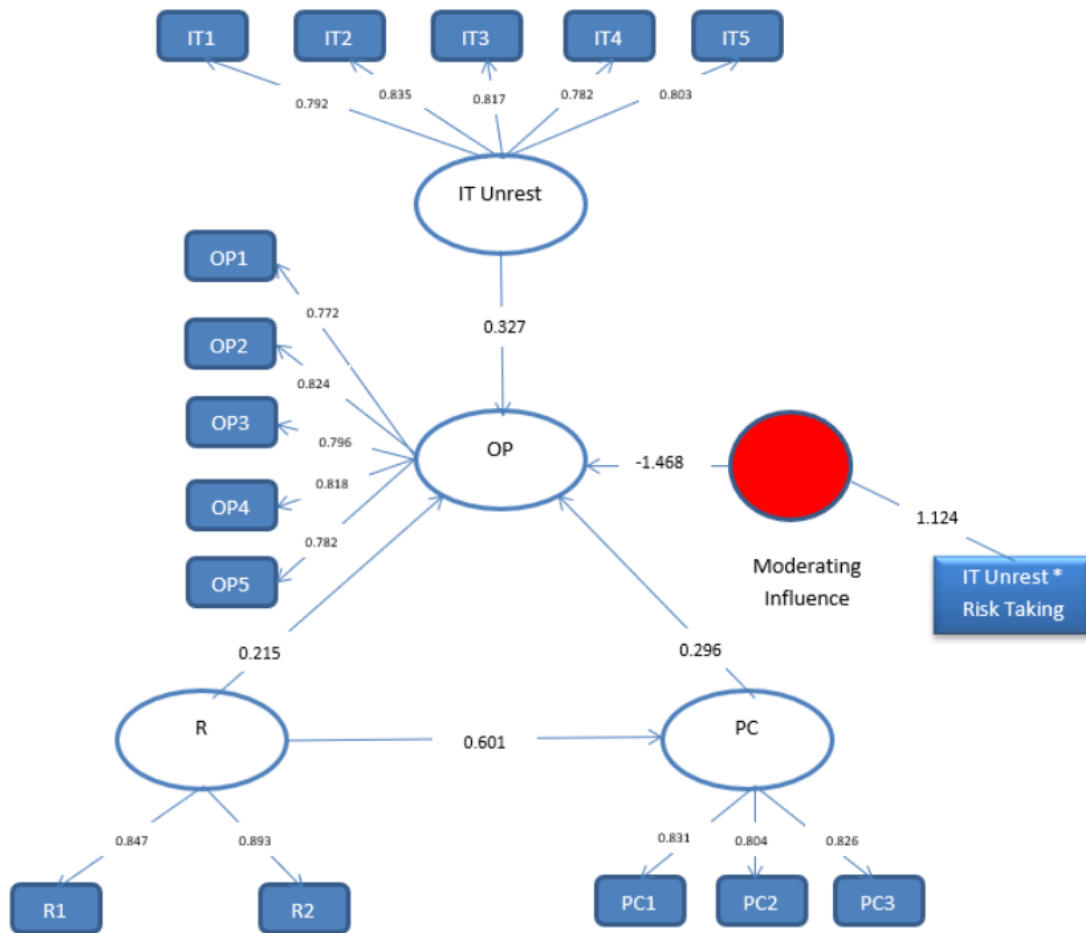 IT1
IT2
IT3
IT4
IT5
0.792
0.835
0.817
0.782
0.803
IT Unrest
OP1
0.772
0.327
OP2
0.824
OP3
0.796
OP
-1.468
0.818
OP4
1.124
0.782
OP5
Moderating
Influence
IT Unrest *
Risk Taking
0.215
0.296
R
0.601
PC
0.847
0.893
0.831
0.804
0.826
R1
R2
PC1
PC2
PC3